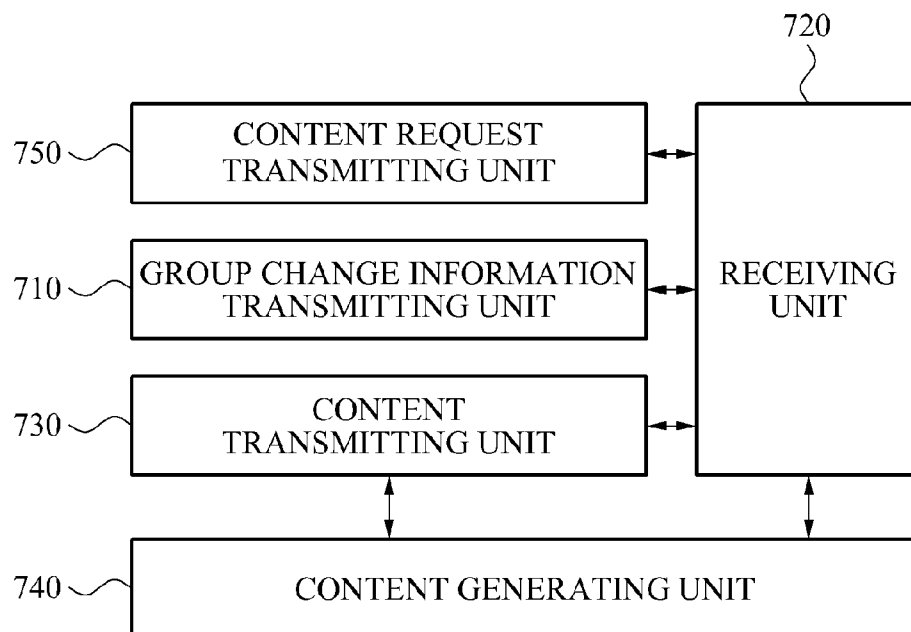 720
750
CONTENT REQUEST
TRANSMITTING UNIT
710
GROUP CHANGE INFORMATION
TRANSMITTING UNIT
RECEIVING
UNIT
730
CONTENT
TRANSMITTING UNIT
740
CONTENT GENERATING UNIT